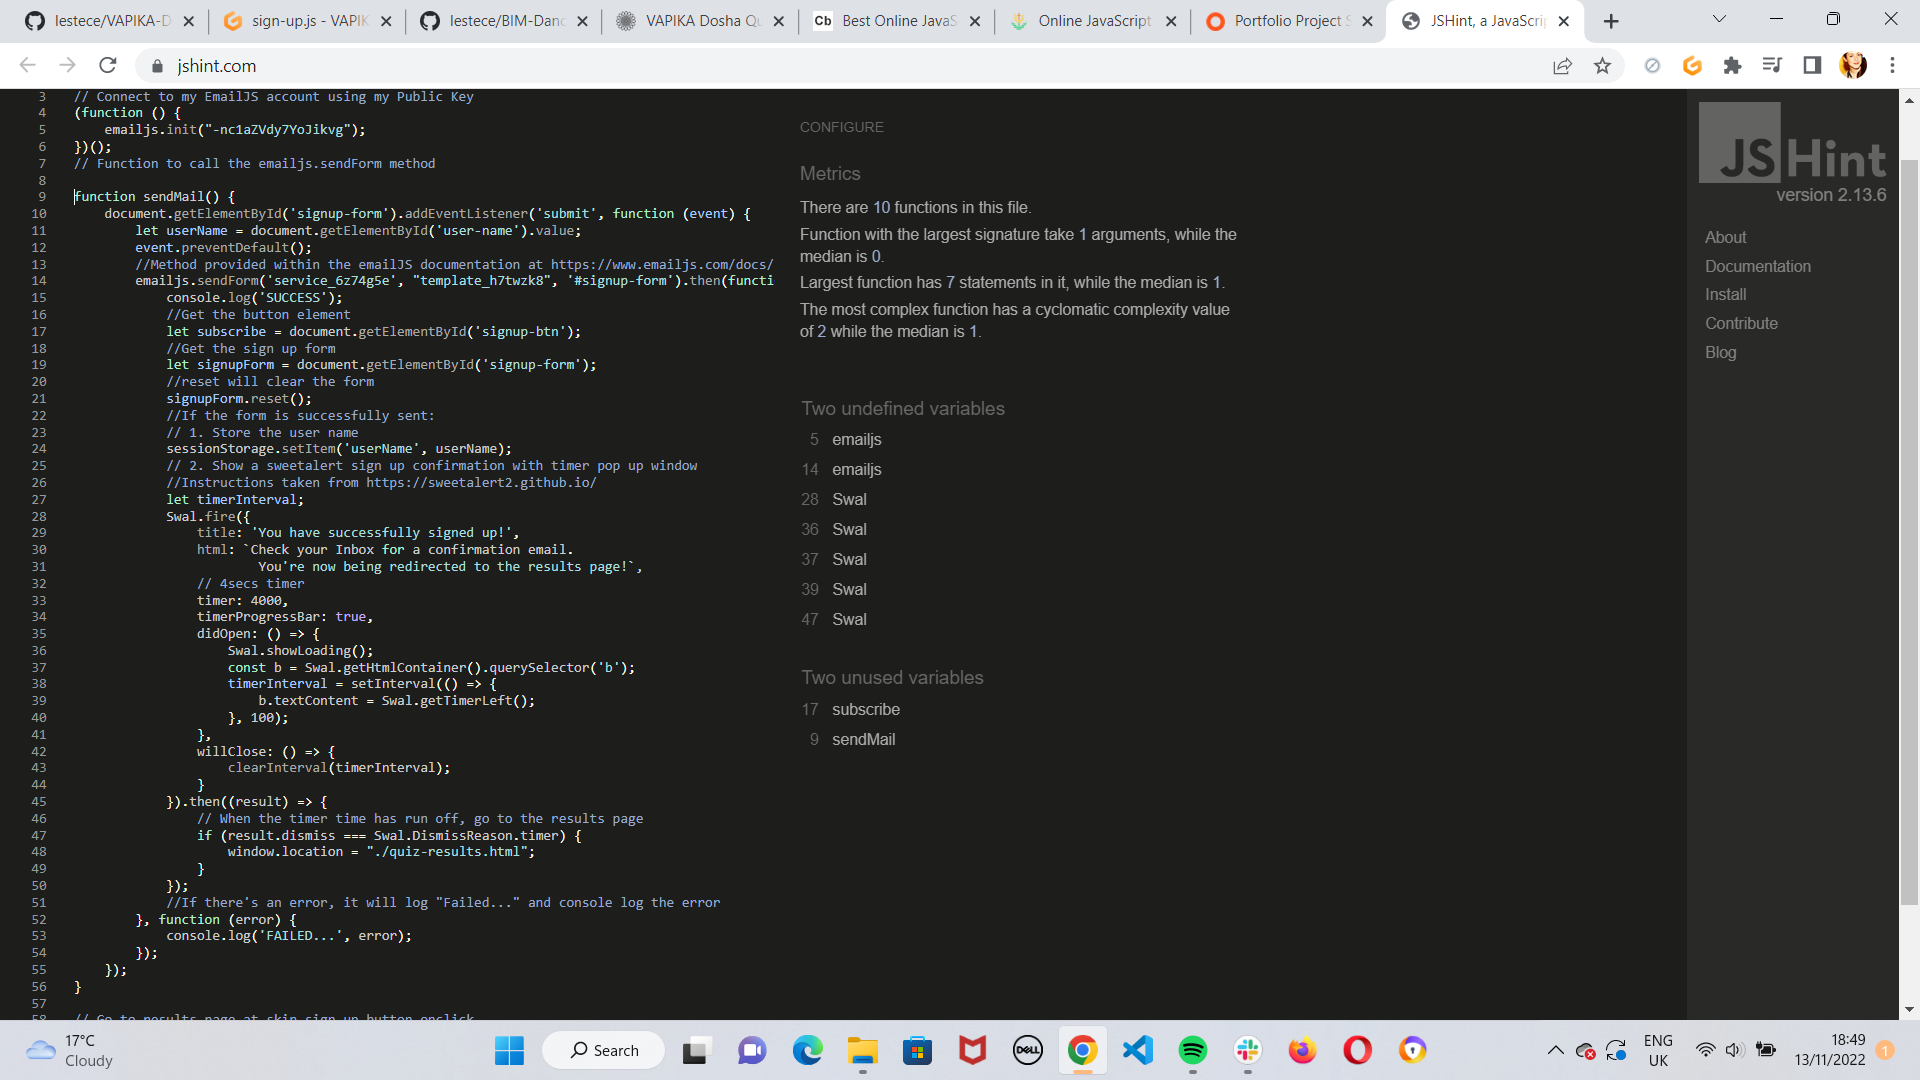 lestece/VAPIKA-D
sign-up.js - VAPIK
lestece/BIM-Danc
VAPIKA Dosha Qu
Cb Best Online JavaS
Online JavaScript
Portfolio Project S
JSHint, a JavaScrip
jshint.com
3 // Connect to my EmailJS account using my Public Key
4 (function () {
5 emailjs.init("-nc1aZVdy7YoJikvg");
6 })();
7 // Function to call the emailjs.sendForm method
8
9 function sendMail() {
10 document.getElementById('signup-form').addEventListener('submit', function (event) {
11 let userName = document.getElementById('user-name').value;
12 event.preventDefault();
13 //Method provided within the emailJS documentation at https://www.emailjs.com/docs/
14 emailjs.sendForm('service_6z74g5e', "template_h7twzk8", '#signup-form').then(functi
15 console.log('SUCCESS');
16 //Get the button element
17 let subscribe = document.getElementById('signup-btn');
18 //Get the sign up form
19 let signupForm = document.getElementById('signup-form');
20 //reset will clear the form
21 signupForm.reset();
22 //If the form is successfully sent:
23 // 1. Store the user name
24 sessionStorage.setItem('userName', userName);
25 // 2. Show a sweetalert sign up confirmation with timer pop up window
26 //Instructions taken from https://sweetalert2.github.io/
27 let timerInterval;
28 Swal.fire({
29 title: 'You have successfully signed up!',
30 html: `Check your Inbox for a confirmation email.
31 You're now being redirected to the results page!`,
32 // 4secs timer
33 timer: 4000,
34 timerProgressBar: true,
35 didOpen: () => {
36 Swal.showLoading();
37 const b = Swal.getHtmlContainer().querySelector('b');
38 timerInterval = setInterval(() => {
39 b.textContent = Swal.getTimerLeft();
40 }, 100);
41 },
42 willClose: () => {
43 clearInterval(timerInterval);
44 }
45 }).then((result) => {
46 // When the timer time has run off, go to the results page
47 if (result.dismiss === Swal.DismissReason.timer) {
48 window.location = "./quiz-results.html";
49 }
50 });
51 //If there's an error, it will log "Failed..." and console log the error
52 }, function (error) {
53 console.log('FAILED...', error);
54 });
55 });
56 }
57
58 // Go to results page at skip sign up button onclick
CONFIGURE
Metrics
There are 10 functions in this file.
Function with the largest signature take 1 arguments, while the
median is 0.
Largest function has 7 statements in it, while the median is 1.
The most complex function has a cyclomatic complexity value
of 2 while the median is 1.
Two undefined variables
5 emailjs
14 emailjs
28 Swal
36 Swal
37 Swal
39 Swal
47 Swal
Two unused variables
17 subscribe
9 sendMail
JSHint
version 2.13.6
About
Documentation
Install
Contribute
Blog
17°C
Cloudy
Search
DELL
ENG
UK
18:49
13/11/2022
1